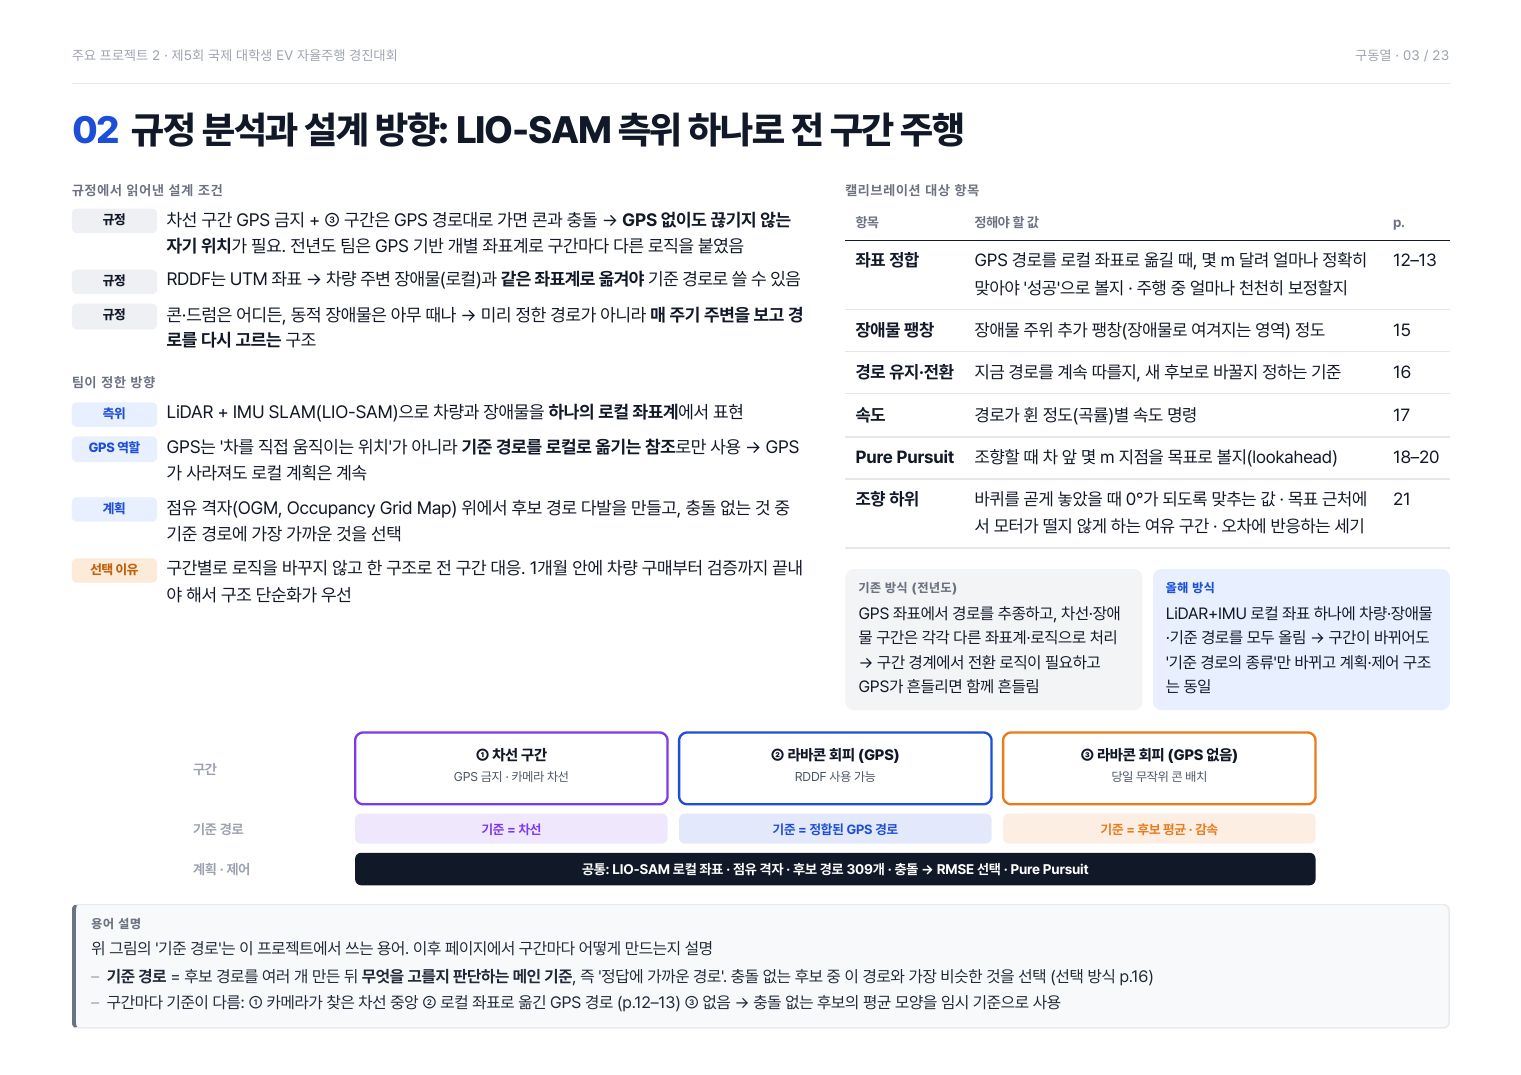 주요 프로젝트 2 · 제5회 국제 대학생 EV 자율주행 경진대회
구동열 · 03 / 23
02 규정 분석과 설계 방향: LIO-SAM 측위 하나로 전 구간 주행
규정에서 읽어낸 설계 조건
규정 차선 구간 GPS 금지 + ③ 구간은 GPS 경로대로 가면 콘과 충돌 → GPS 없이도 끊기지 않는
자기 위치가 필요. 전년도 팀은 GPS 기반 개별 좌표계로 구간마다 다른 로직을 붙였음
규정 RDDF는 UTM 좌표 → 차량 주변 장애물(로컬)과 같은 좌표계로 옮겨야 기준 경로로 쓸 수 있음
규정 콘·드럼은 어디든, 동적 장애물은 아무 때나 → 미리 정한 경로가 아니라 매 주기 주변을 보고 경
로를 다시 고르는 구조
팀이 정한 방향
측위 LiDAR + IMU SLAM(LIO-SAM)으로 차량과 장애물을 하나의 로컬 좌표계에서 표현
GPS 역할 GPS는 '차를 직접 움직이는 위치'가 아니라 기준 경로를 로컬로 옮기는 참조로만 사용 → GPS
가 사라져도 로컬 계획은 계속
계획 점유 격자(OGM, Occupancy Grid Map) 위에서 후보 경로 다발을 만들고, 충돌 없는 것 중
기준 경로에 가장 가까운 것을 선택
선택 이유 구간별로 로직을 바꾸지 않고 한 구조로 전 구간 대응. 1개월 안에 차량 구매부터 검증까지 끝내
야 해서 구조 단순화가 우선
캘리브레이션 대상 항목
항목 정해야 할 값 p.
좌표 정합 GPS 경로를 로컬 좌표로 옮길 때, 몇 m 달려 얼마나 정확히 12–13
맞아야 '성공'으로 볼지 · 주행 중 얼마나 천천히 보정할지
장애물 팽창 장애물 주위 추가 팽창(장애물로 여겨지는 영역) 정도 15
경로 유지·전환 지금 경로를 계속 따를지, 새 후보로 바꿀지 정하는 기준 16
속도 경로가 휜 정도(곡률)별 속도 명령 17
Pure Pursuit 조향할 때 차 앞 몇 m 지점을 목표로 볼지(lookahead) 18–20
조향 하위 바퀴를 곧게 놓았을 때 0°가 되도록 맞추는 값 · 목표 근처에 21
서 모터가 떨지 않게 하는 여유 구간 · 오차에 반응하는 세기
기존 방식 (전년도)
GPS 좌표에서 경로를 추종하고, 차선·장애
물 구간은 각각 다른 좌표계·로직으로 처리
→ 구간 경계에서 전환 로직이 필요하고
GPS가 흔들리면 함께 흔들림
올해 방식
LiDAR+IMU 로컬 좌표 하나에 차량·장애물
·기준 경로를 모두 올림 → 구간이 바뀌어도
'기준 경로의 종류'만 바뀌고 계획·제어 구조
는 동일
구간
① 차선 구간
GPS 금지 · 카메라 차선
② 라바콘 회피 (GPS)
RDDF 사용 가능
③ 라바콘 회피 (GPS 없음)
당일 무작위 콘 배치
기준 경로
기준 = 차선
기준 = 정합된 GPS 경로
기준 = 후보 평균 · 감속
계획 · 제어
공통: LIO-SAM 로컬 좌표 · 점유 격자 · 후보 경로 309개 · 충돌 → RMSE 선택 · Pure Pursuit
용어 설명
위 그림의 '기준 경로'는 이 프로젝트에서 쓰는 용어. 이후 페이지에서 구간마다 어떻게 만드는지 설명
– 기준 경로 = 후보 경로를 여러 개 만든 뒤 무엇을 고를지 판단하는 메인 기준, 즉 '정답에 가까운 경로'. 충돌 없는 후보 중 이 경로와 가장 비슷한 것을 선택 (선택 방식 p.16)
– 구간마다 기준이 다름: ① 카메라가 찾은 차선 중앙 ② 로컬 좌표로 옮긴 GPS 경로 (p.12–13) ③ 없음 → 충돌 없는 후보의 평균 모양을 임시 기준으로 사용